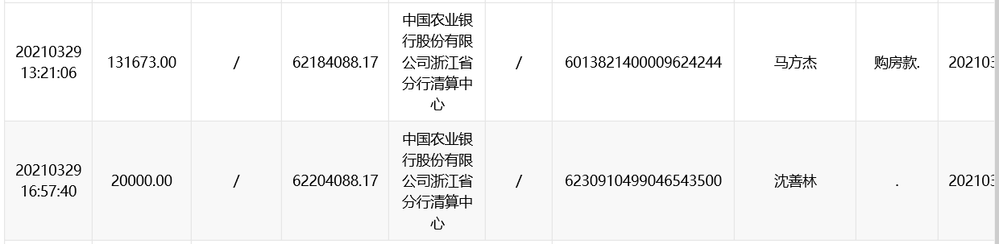 20210329
13:21:06
131673.00
/
62184088.17
中国农业银
行股份有限
公司浙江省
分行清算中
心
/
6013821400009624244
马方杰
购房款.
202103
20210329
16:57:40
20000.00
/
62204088.17
中国农业银
行股份有限
公司浙江省
分行清算中
心
/
6230910499046543500
沈善林
.
202103